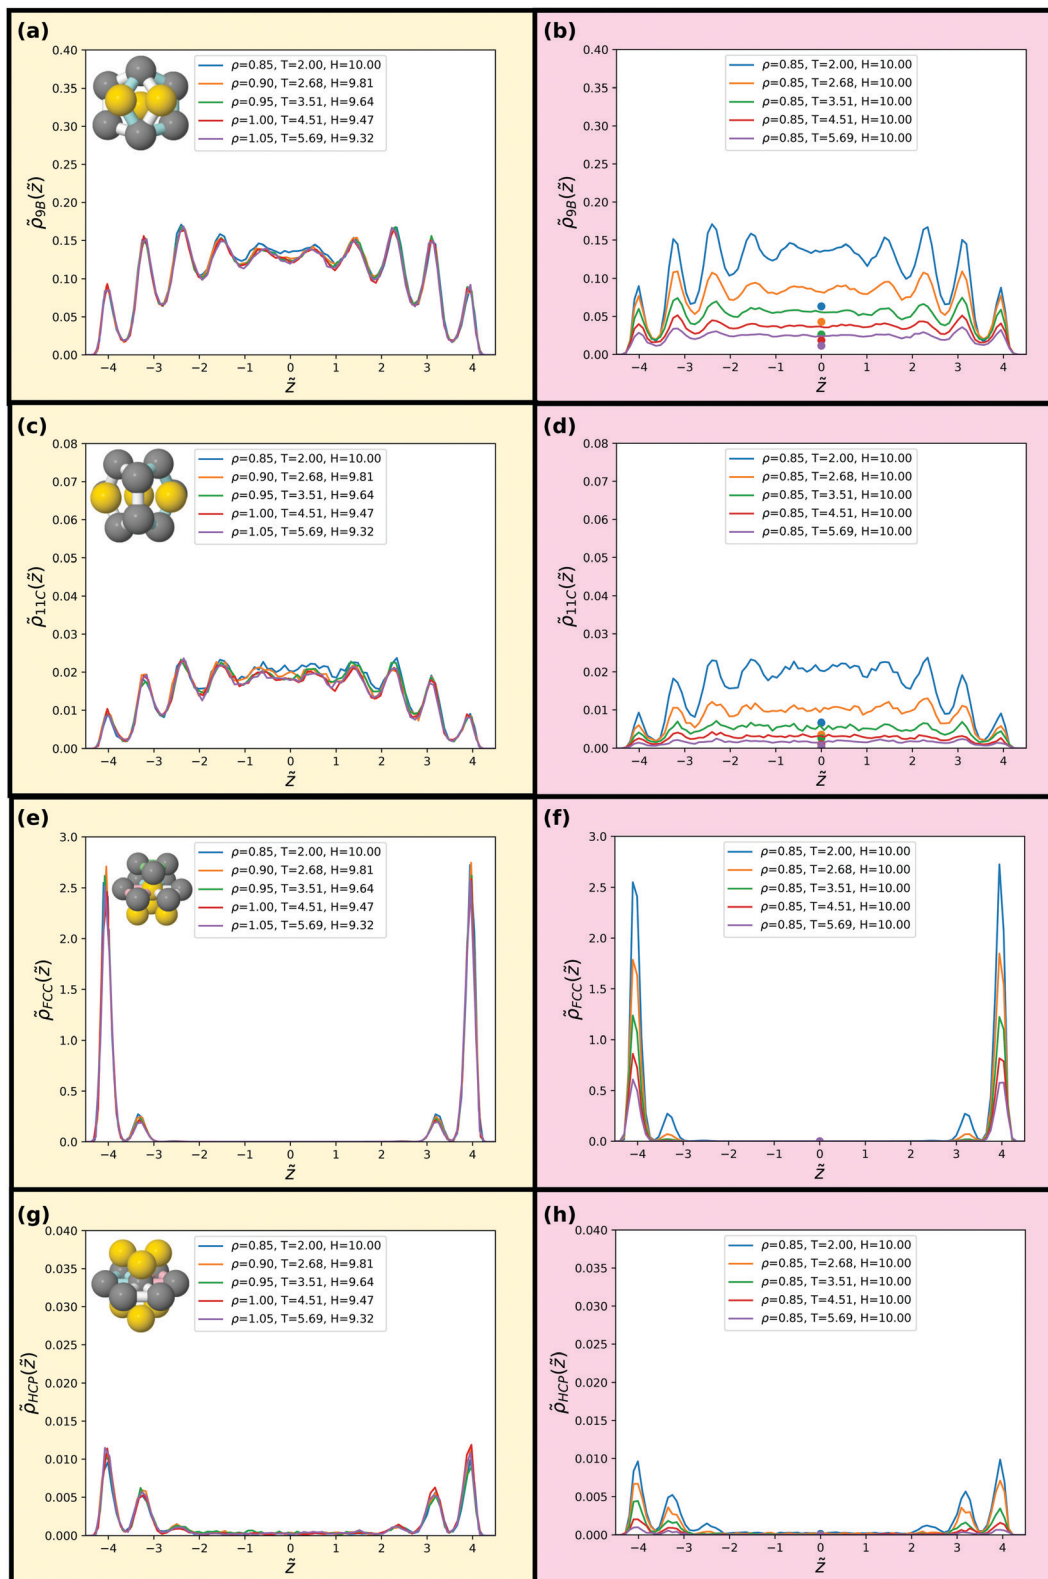 (a)
0.40
0.35
0.30
0.25
0.20
0.15
0.10
0.05
0.00
ρ=0.85, T=2.00, H=10.00
ρ=0.90, T=2.68, H=9.81
ρ=0.95, T=3.51, H=9.64
ρ=1.00, T=4.51, H=9.47
ρ=1.05, T=5.69, H=9.32
ρ̃9B(z̃)
−4 −3 −2 −1 0 1 2 3 4
z̃
(b)
0.40
0.35
0.30
0.25
0.20
0.15
0.10
0.05
0.00
ρ=0.85, T=2.00, H=10.00
ρ=0.85, T=2.68, H=10.00
ρ=0.85, T=3.51, H=10.00
ρ=0.85, T=4.51, H=10.00
ρ=0.85, T=5.69, H=10.00
ρ̃9B(z̃)
−4 −3 −2 −1 0 1 2 3 4
z̃
(c)
0.08
0.07
0.06
0.05
0.04
0.03
0.02
0.01
0.00
ρ=0.85, T=2.00, H=10.00
ρ=0.90, T=2.68, H=9.81
ρ=0.95, T=3.51, H=9.64
ρ=1.00, T=4.51, H=9.47
ρ=1.05, T=5.69, H=9.32
ρ̃11C(z̃)
−4 −3 −2 −1 0 1 2 3 4
z̃
(d)
0.08
0.07
0.06
0.05
0.04
0.03
0.02
0.01
0.00
ρ=0.85, T=2.00, H=10.00
ρ=0.85, T=2.68, H=10.00
ρ=0.85, T=3.51, H=10.00
ρ=0.85, T=4.51, H=10.00
ρ=0.85, T=5.69, H=10.00
ρ̃11C(z̃)
−4 −3 −2 −1 0 1 2 3 4
z̃
(e)
3.0
2.5
2.0
1.5
1.0
0.5
0.0
ρ=0.85, T=2.00, H=10.00
ρ=0.90, T=2.68, H=9.81
ρ=0.95, T=3.51, H=9.64
ρ=1.00, T=4.51, H=9.47
ρ=1.05, T=5.69, H=9.32
ρ̃FCC(z̃)
−4 −3 −2 −1 0 1 2 3 4
z̃
(f)
3.0
2.5
2.0
1.5
1.0
0.5
0.0
ρ=0.85, T=2.00, H=10.00
ρ=0.85, T=2.68, H=10.00
ρ=0.85, T=3.51, H=10.00
ρ=0.85, T=4.51, H=10.00
ρ=0.85, T=5.69, H=10.00
ρ̃FCC(z̃)
−4 −3 −2 −1 0 1 2 3 4
z̃
(g)
0.040
0.035
0.030
0.025
0.020
0.015
0.010
0.005
0.000
ρ=0.85, T=2.00, H=10.00
ρ=0.90, T=2.68, H=9.81
ρ=0.95, T=3.51, H=9.64
ρ=1.00, T=4.51, H=9.47
ρ=1.05, T=5.69, H=9.32
ρ̃HCP(z̃)
−4 −3 −2 −1 0 1 2 3 4
z̃
(h)
0.040
0.035
0.030
0.025
0.020
0.015
0.010
0.005
0.000
ρ=0.85, T=2.00, H=10.00
ρ=0.85, T=2.68, H=10.00
ρ=0.85, T=3.51, H=10.00
ρ=0.85, T=4.51, H=10.00
ρ=0.85, T=5.69, H=10.00
ρ̃HCP(z̃)
−4 −3 −2 −1 0 1 2 3 4
z̃